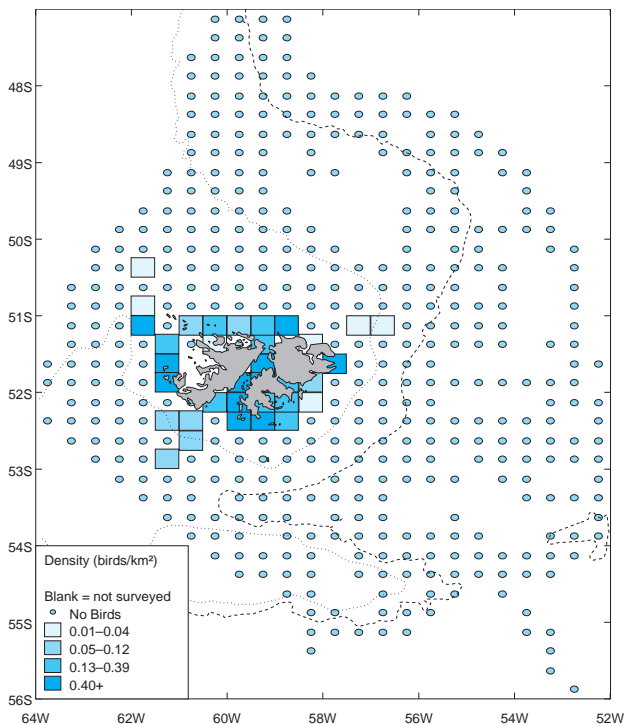 48S
49S
50S
51S
52S
53S
54S
55S
56S
Density (birds/km²)
Blank = not surveyed
No Birds
0.01–0.04
0.05–0.12
0.13–0.39
0.40+
64W 62W 60W 58W 56W 54W 52W